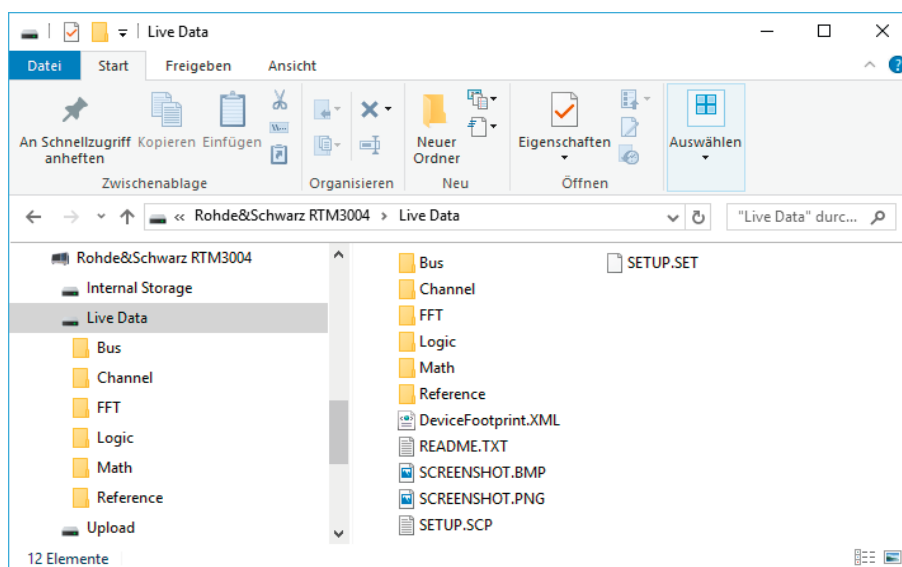 Live Data
Datei Start Freigeben Ansicht
An Schnellzugriff anheften
Kopieren
Einfügen
Neuer Ordner
Eigenschaften
Auswählen
Zwischenablage Organisieren Neu Öffnen
« Rohde&Schwarz RTM3004 > Live Data
"Live Data" durc...
Rohde&Schwarz RTM3004
Internal Storage
Live Data
Bus
Channel
FFT
Logic
Math
Reference
Upload
Bus
Channel
FFT
Logic
Math
Reference
DeviceFootprint.XML
README.TXT
SCREENSHOT.BMP
SCREENSHOT.PNG
SETUP.SCP
SETUP.SET
12 Elemente